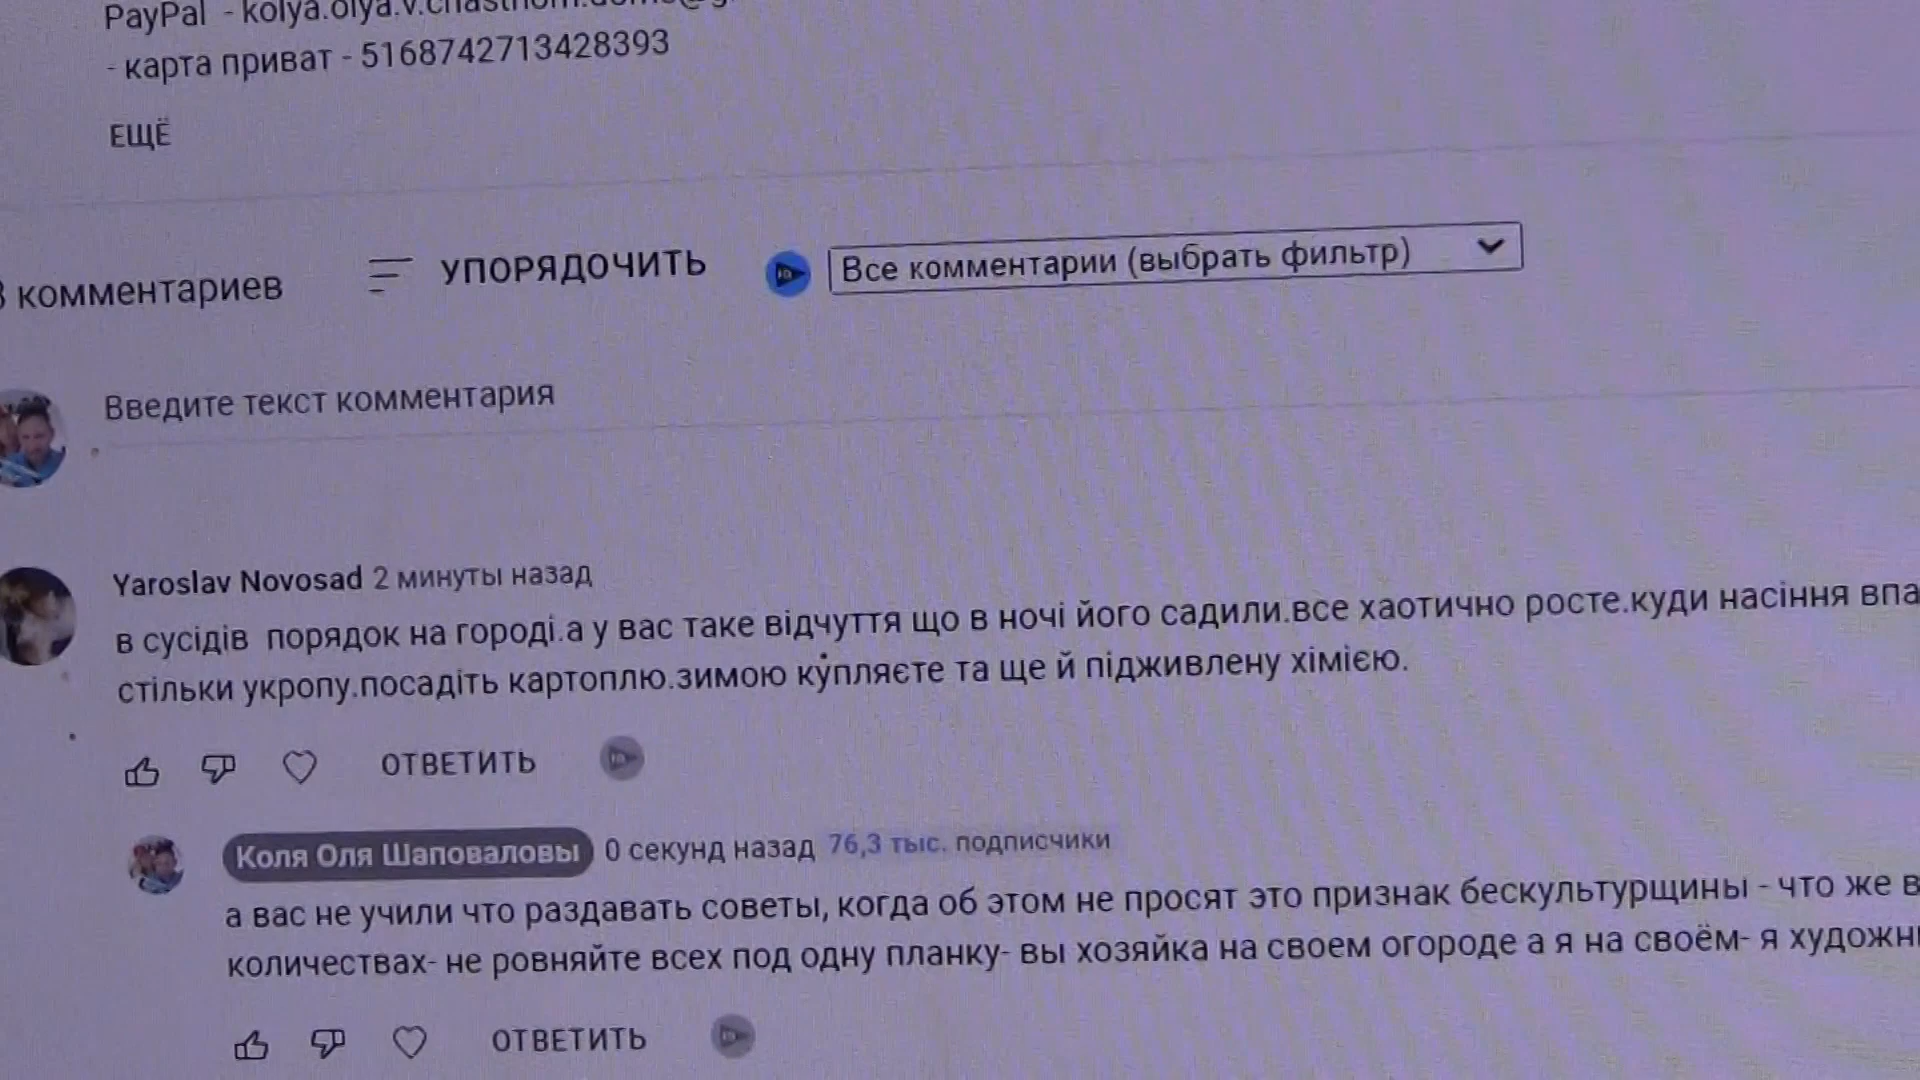 PayPal -
- карта приват - 5168742713428393
ЕЩЁ
комментариев УПОРЯДОЧИТЬ Все комментарии (выбрать фильтр)
Введите текст комментария
Yaroslav Novosad 2 минуты назад
в сусідів порядок на городі.а у вас таке відчуття що в ночі його садили.все хаотично росте.куди насіння впа
стільки укропу.посадіть картоплю.зимою купляєте та ще й підживлену хімією.
ОТВЕТИТЬ
Коля Оля Шаповаловы 0 секунд назад 76,3 тыс. подписчики
а вас не учили что раздавать советы, когда об этом не просят это признак бескультурщины - что же в
количествах- не ровняйте всех под одну планку- вы хозяйка на своем огороде а я на своём- я художн
ОТВЕТИТЬ